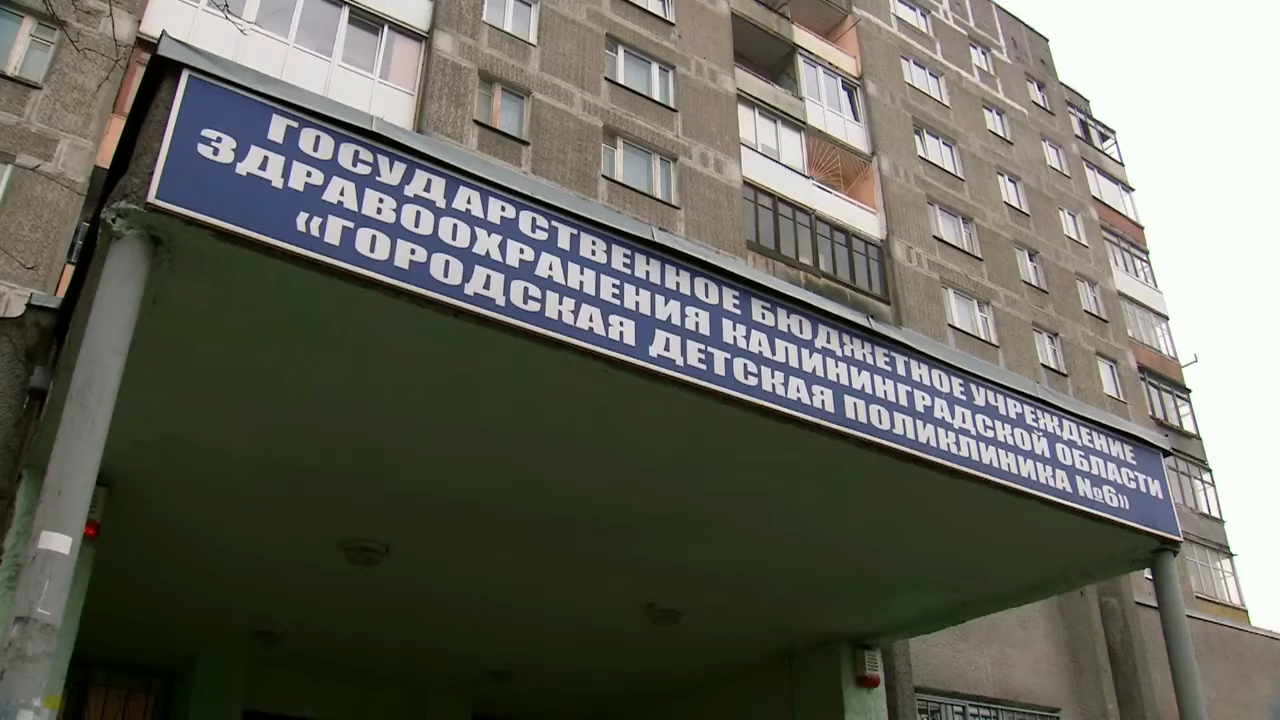 ГОСУДАРСТВЕННОЕ БЮДЖЕТНОЕ УЧРЕЖДЕНИЕ
ЗДРАВООХРАНЕНИЯ КАЛИНИНГРАДСКОЙ ОБЛАСТИ
«ГОРОДСКАЯ ДЕТСКАЯ ПОЛИКЛИНИКА №6»